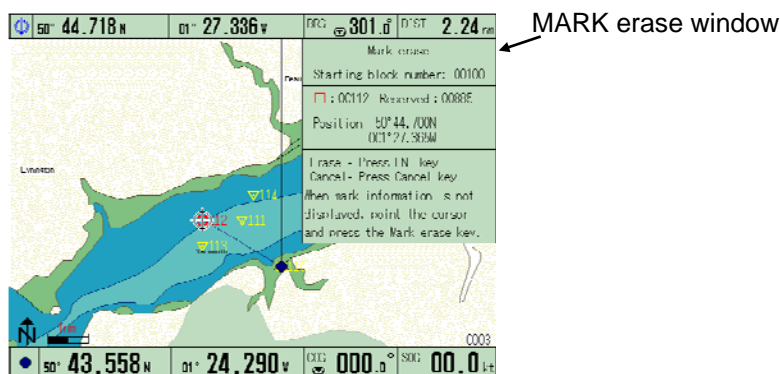 MARK erase window
50° 44.718 N 01° 27.336 W BRG 301.0° DIST 2.24 nm
Mark erase
Starting block number: 00100
: 00112 Reserved : 00885
Position 50°44.700N
001°27.365W
Erase - Press EN key
Cancel- Press Cancel key
When mark information is not
displayed, point the cursor
and press the Mark erase key.
Lymington
114
12 111
113
N 1nm
0003
50° 43.558 N 01° 24.290 W COG 000.0° SOG 00.0 kt